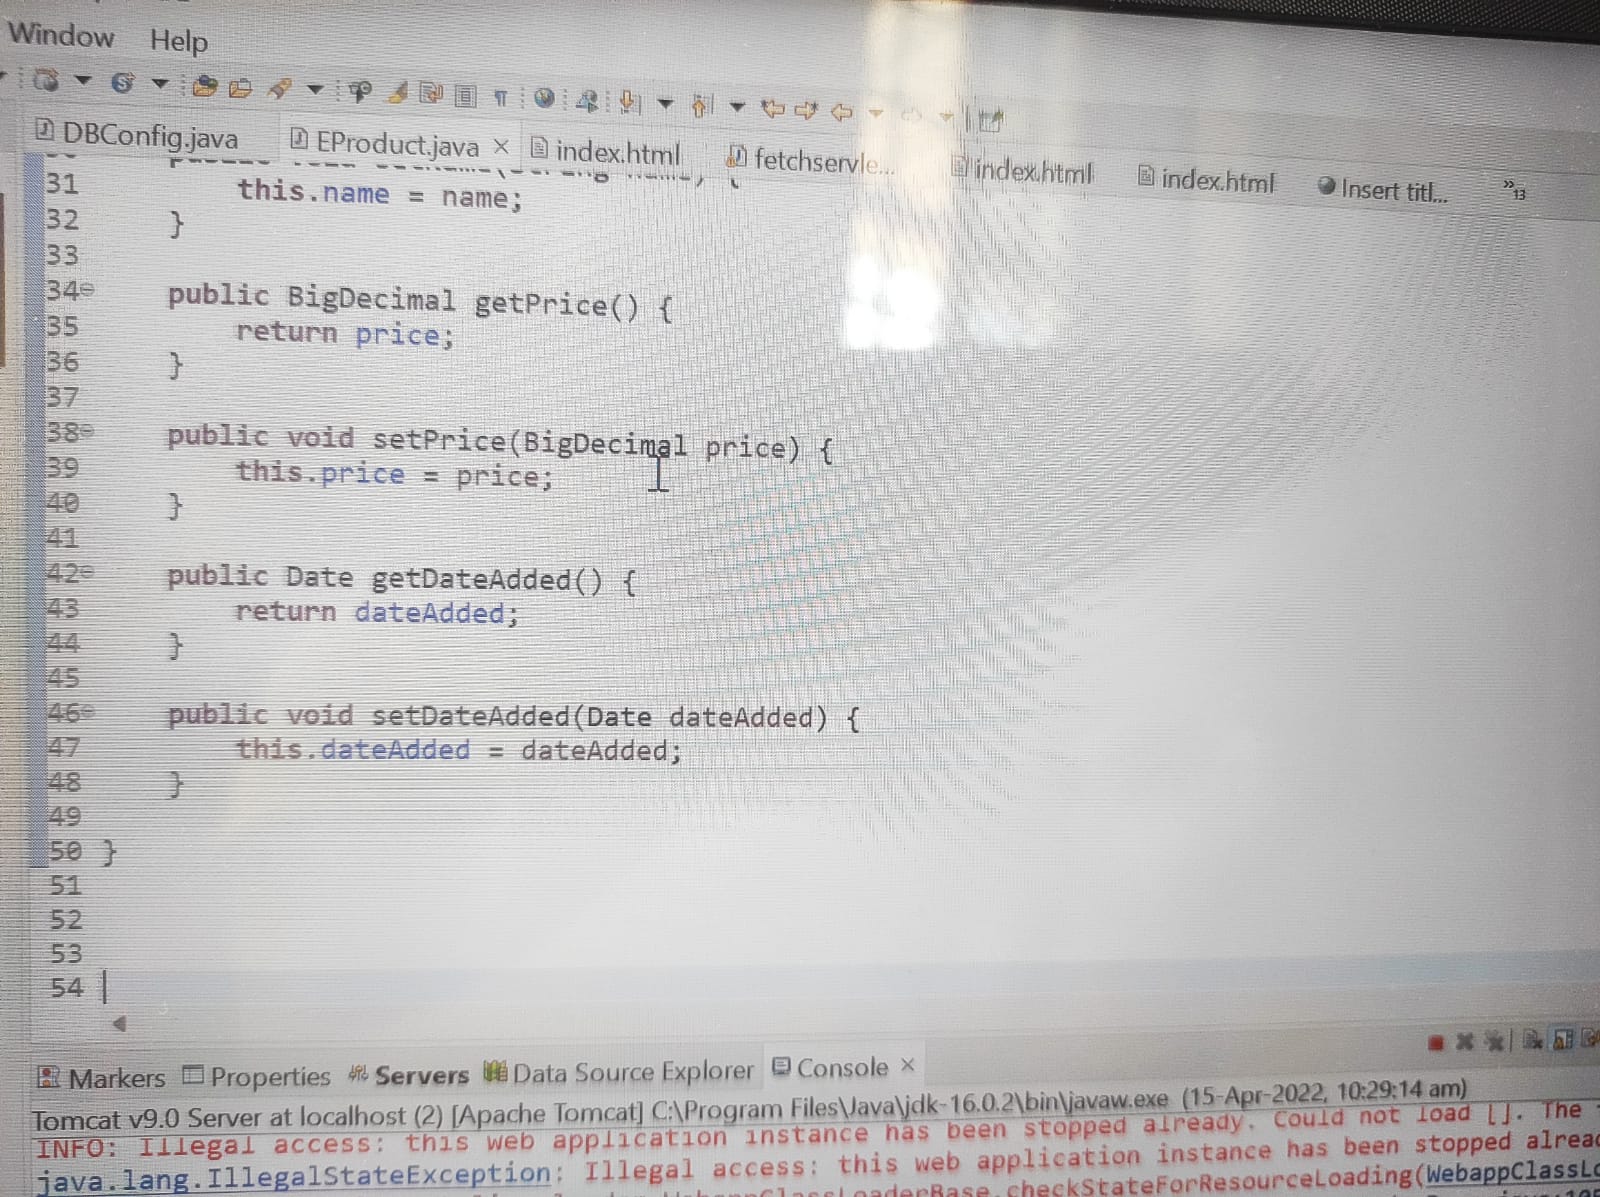 Window Help
DBConfig.java EProduct.java × index.html fetchservle... index.html index.html Insert titl... »13
31 this.name = name;
32 }
33
34 public BigDecimal getPrice() {
35 return price;
36 }
37
38 public void setPrice(BigDecimal price) {
39 this.price = price;
40 }
41
42 public Date getDateAdded() {
43 return dateAdded;
44 }
45
46 public void setDateAdded(Date dateAdded) {
47 this.dateAdded = dateAdded;
48 }
49
50 }
51
52
53
54
Markers Properties Servers Data Source Explorer Console ×
Tomcat v9.0 Server at localhost (2) [Apache Tomcat] C:\Program Files\Java\jdk-16.0.2\bin\javaw.exe (15-Apr-2022, 10:29:14 am)
INFO: Illegal access: this web application instance has been stopped already. Could not load []. The
java.lang.IllegalStateException: Illegal access: this web application instance has been stopped alrea
checkStateForResourceLoading(WebappClassLo